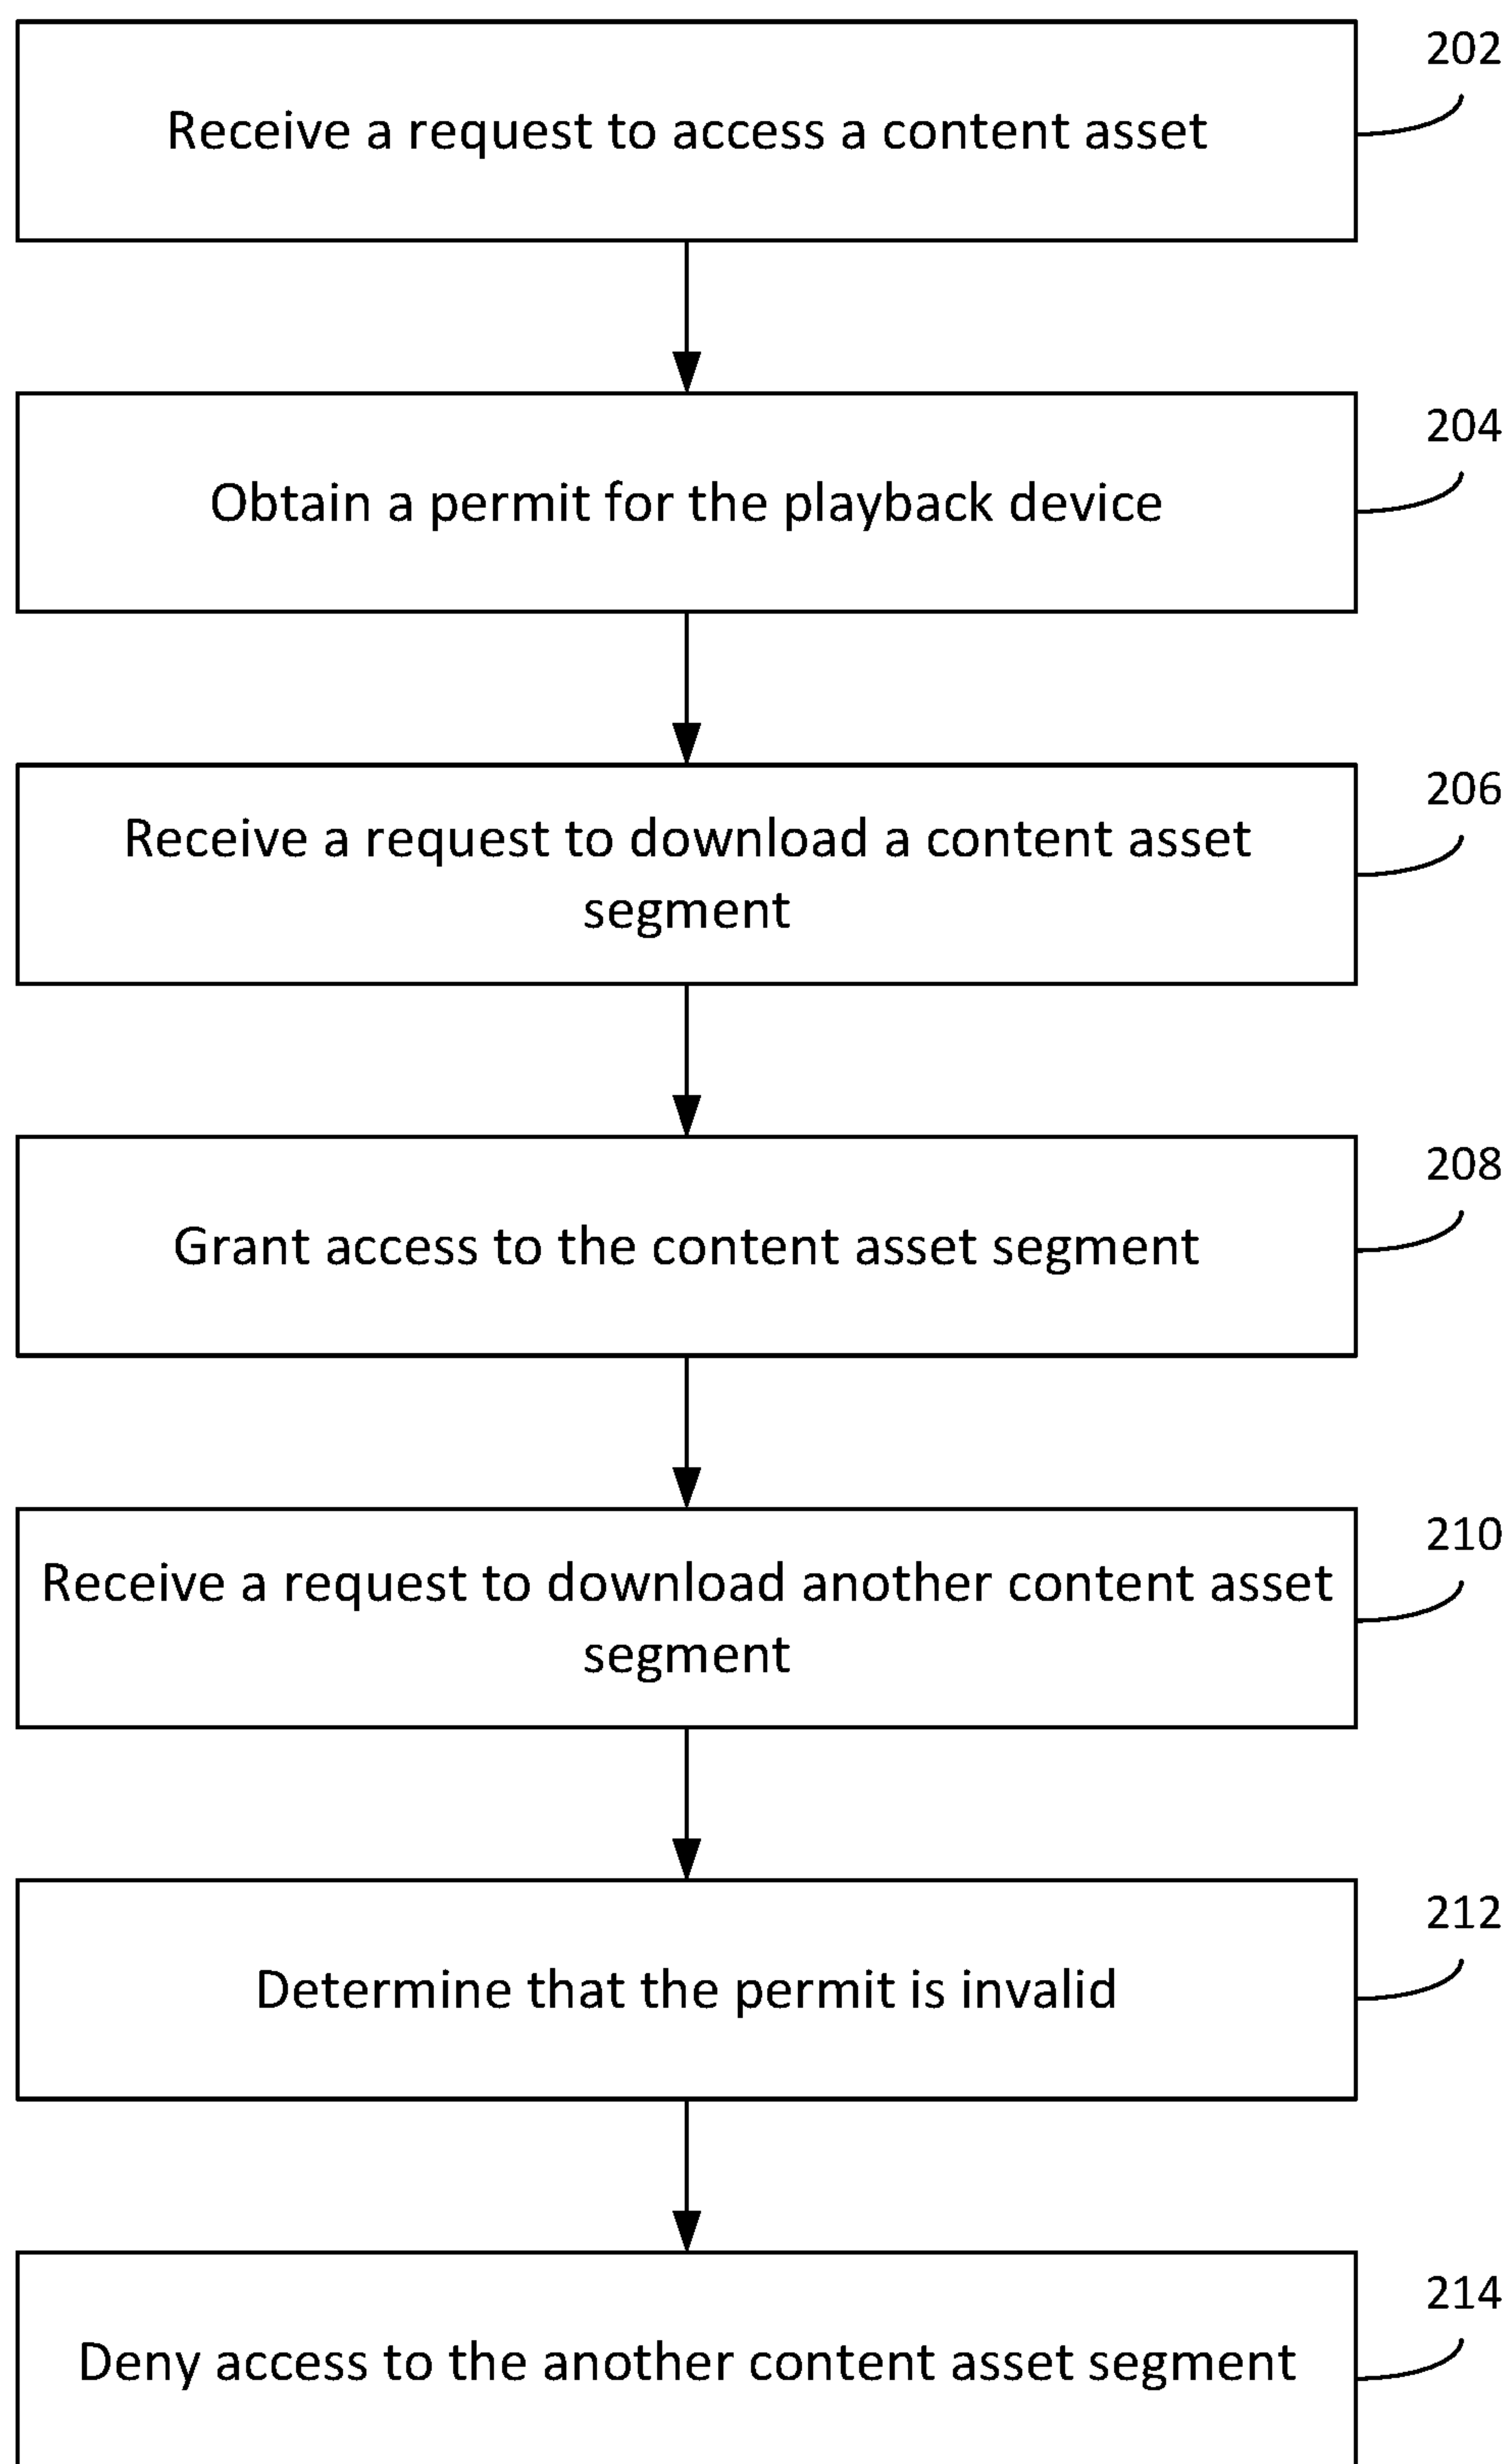 202
Receive a request to access a content asset
204
Obtain a permit for the playback device
206
Receive a request to download a content asset
segment
208
Grant access to the content asset segment
210
Receive a request to download another content asset
segment
212
Determine that the permit is invalid
214
Deny access to the another content asset segment